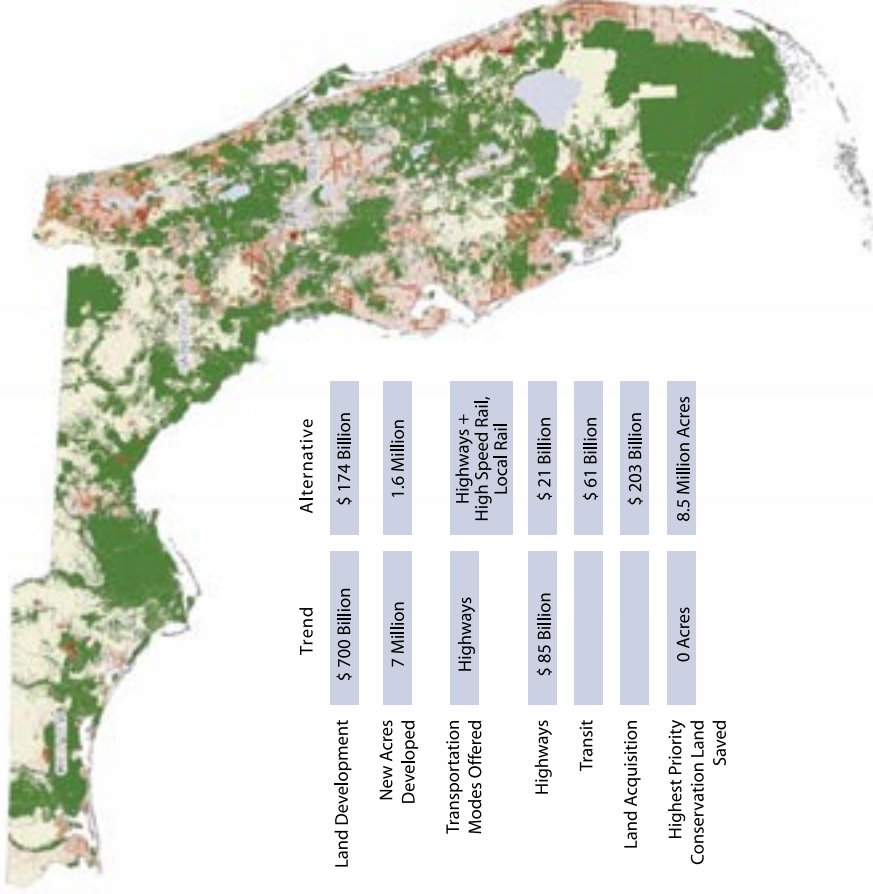 Trend
Alternative
Land Development
$ 700 Billion
$ 174 Billion
New Acres
Developed
7 Million
1.6 Million
Transportation
Modes Offered
Highways
Highways +
High Speed Rail,
Local Rail
Highways
$ 85 Billion
$ 21 Billion
Transit
$ 61 Billion
Land Acquisition
$ 203 Billion
Highest Priority
Conservation Land
Saved
0 Acres
8.5 Million Acres